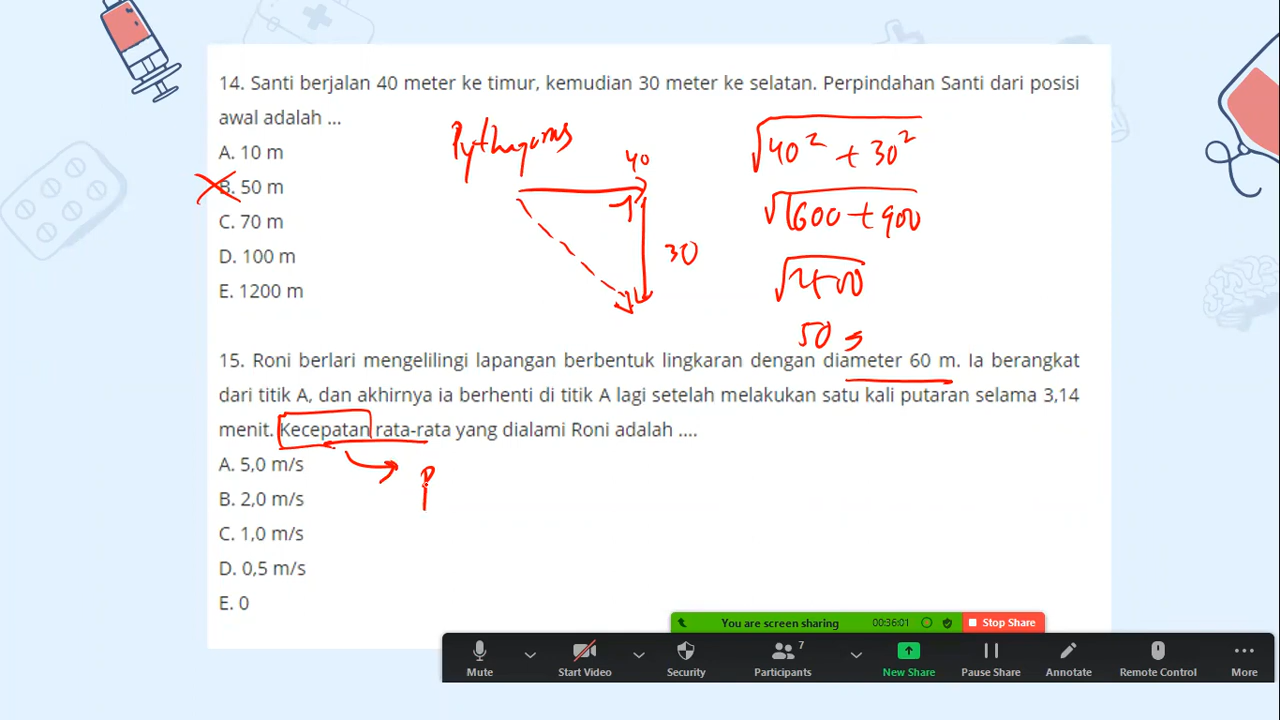 14. Santi berjalan 40 meter ke timur, kemudian 30 meter ke selatan. Perpindahan Santi dari posisi
awal adalah ...
Pythagoras
40
√40² + 30²
A. 10 m
B. 50 m
√1600 + 900
C. 70 m
30
D. 100 m
√2500
E. 1200 m
50
15. Roni berlari mengelilingi lapangan berbentuk lingkaran dengan diameter 60 m. Ia berangkat
dari titik A, dan akhirnya ia berhenti di titik A lagi setelah melakukan satu kali putaran selama 3,14
menit. Kecepatan rata-rata yang dialami Roni adalah ....
A. 5,0 m/s
P
B. 2,0 m/s
C. 1,0 m/s
D. 0,5 m/s
E. 0
You are screen sharing
00:36:01
Stop Share
7
Mute
Start Video
Security
Participants
New Share
Pause Share
Annotate
Remote Control
More